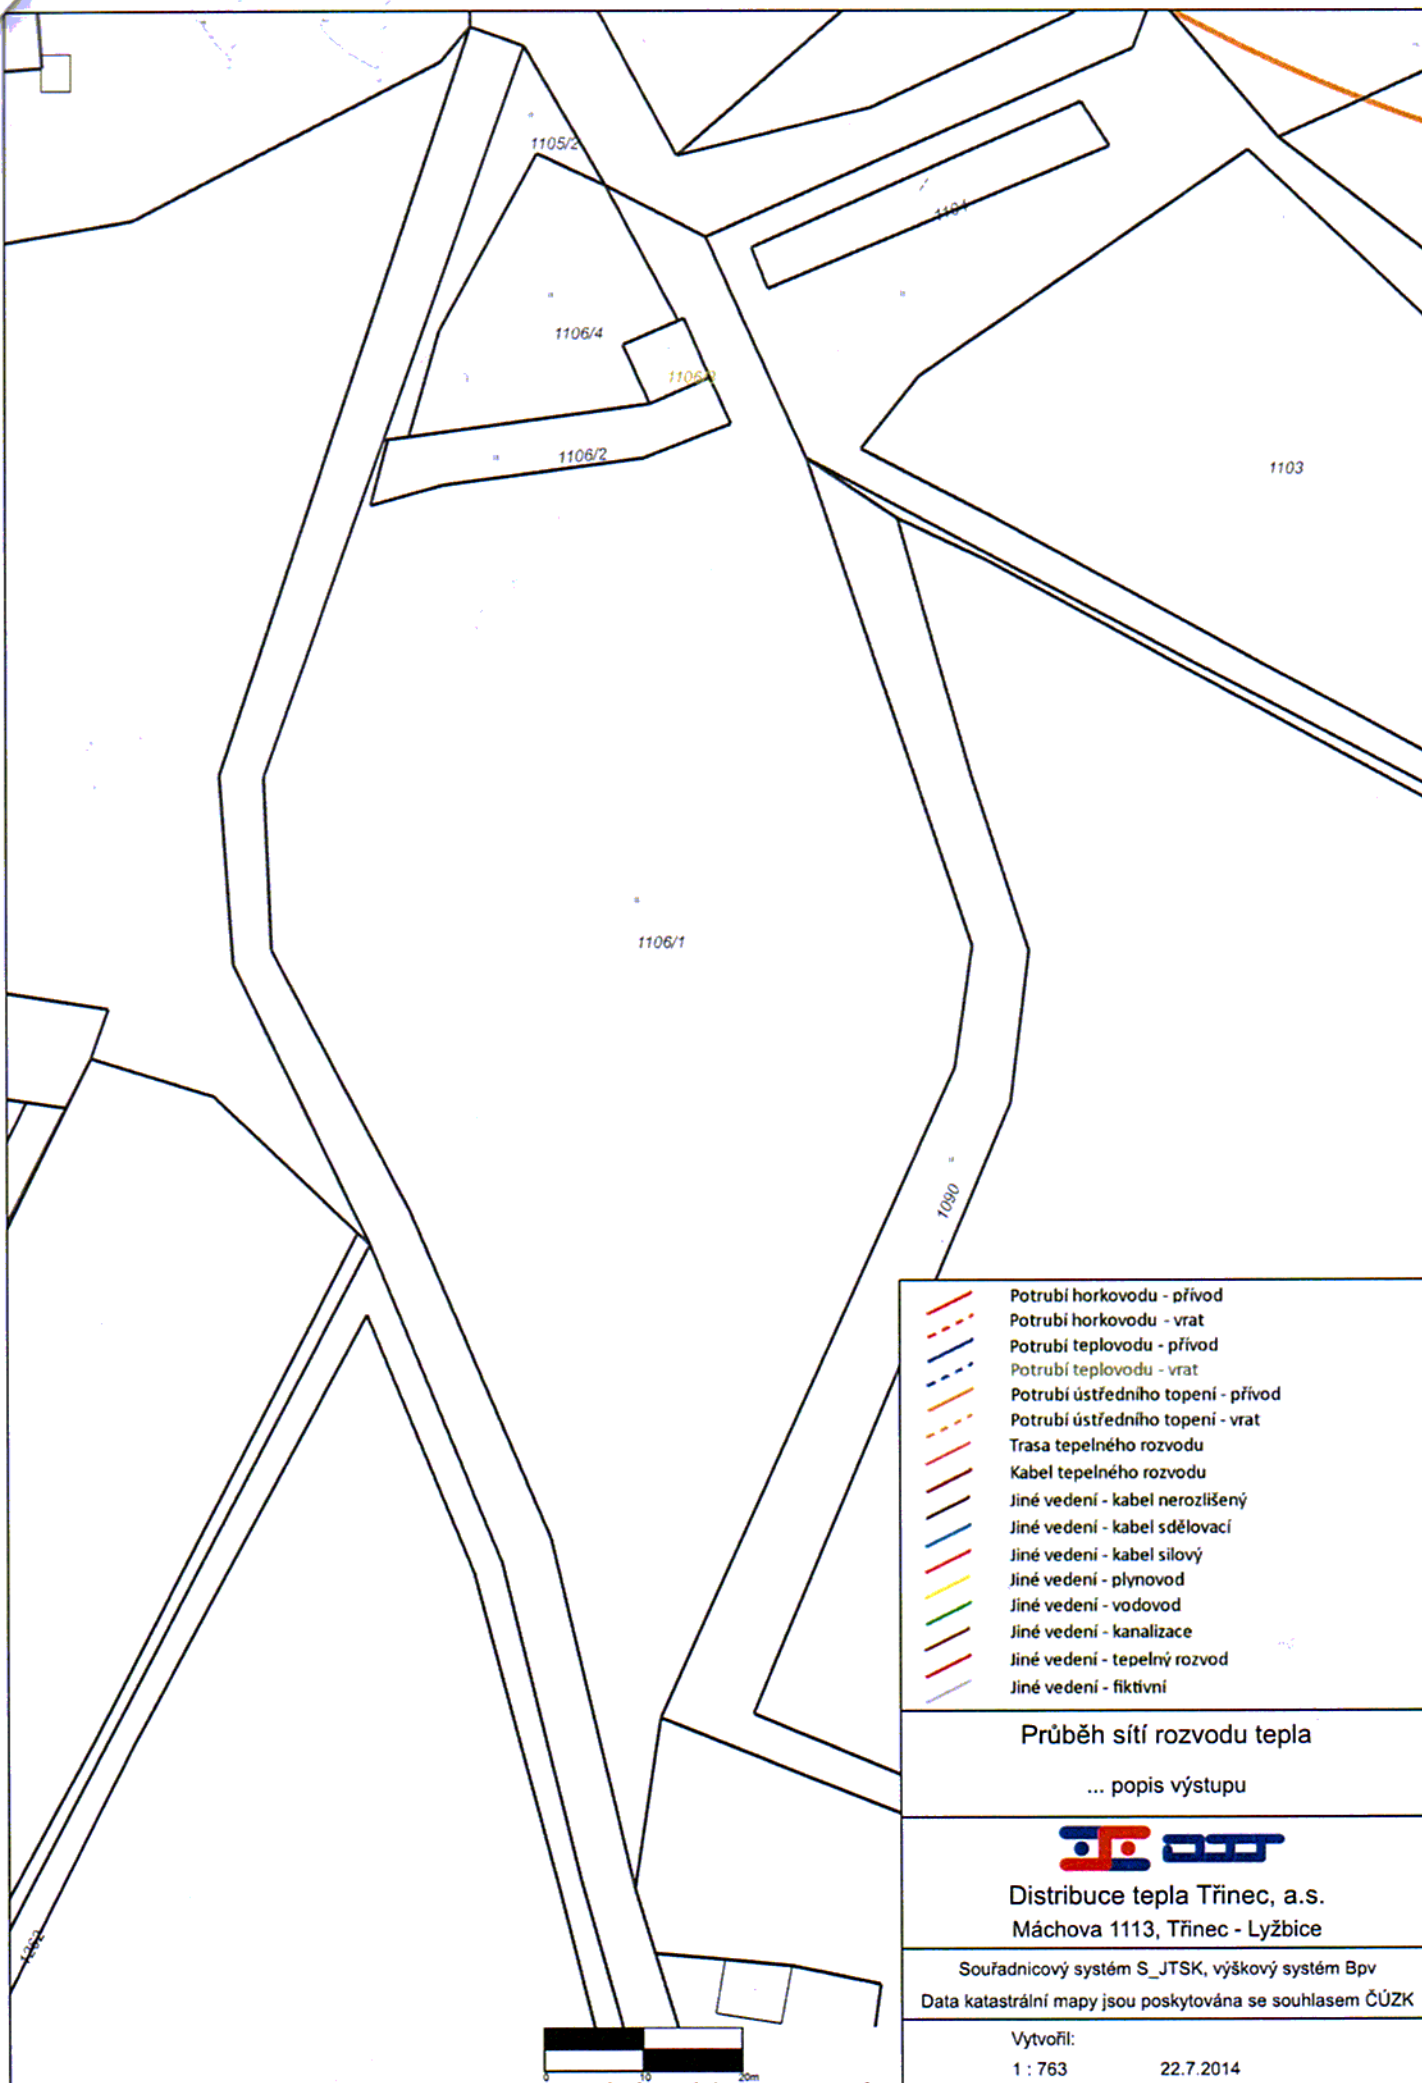 1105/2
1104
1106/4
1106/3
1106/2
1103
1106/1
1090
Potrubí horkovodu - přívod
Potrubí horkovodu - vrat
Potrubí teplovodu - přívod
Potrubí teplovodu - vrat
Potrubí ústředního topení - přívod
Potrubí ústředního topení - vrat
Trasa tepelného rozvodu
Kabel tepelného rozvodu
Jiné vedení - kabel nerozlišený
Jiné vedení - kabel sdělovací
Jiné vedení - kabel silový
Jiné vedení - plynovod
Jiné vedení - vodovod
Jiné vedení - kanalizace
Jiné vedení - tepelný rozvod
Jiné vedení - fiktivní
Průběh sítí rozvodu tepla
... popis výstupu
Distribuce tepla Třinec, a.s.
Máchova 1113, Třinec - Lyžbice
Souřadnicový systém S_JTSK, výškový systém Bpv
Data katastrální mapy jsou poskytována se souhlasem ČÚZK
Vytvořil:
1 : 763 22.7.2014
1262
0 10 20m